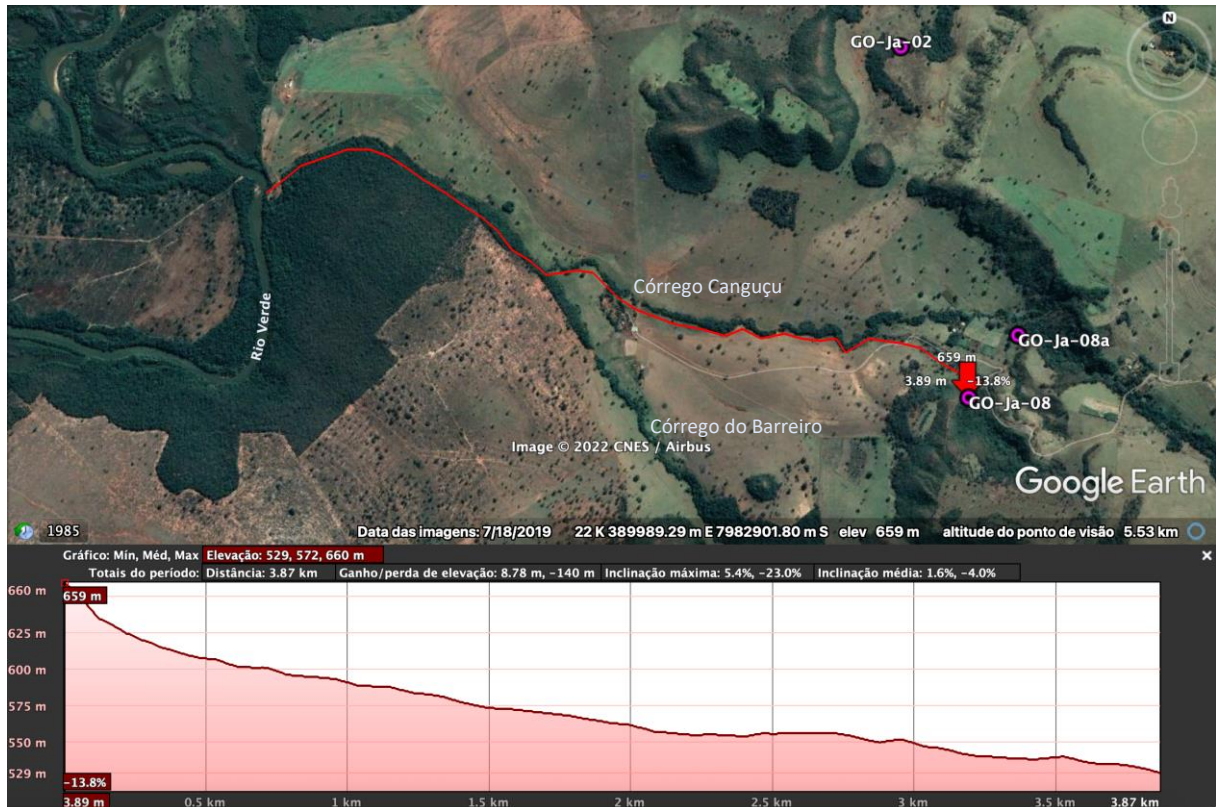 N
GO-Ja-02
Córrego Canguçu
Rio Verde
GO-Ja-08a
659 m
3.89 m -13.8%
GO-Ja-08
Córrego do Barreiro
Image © 2022 CNES / Airbus
Google Earth
1985 Data das imagens: 7/18/2019 22 K 389989.29 m E 7982901.80 m S elev 659 m altitude do ponto de visão 5.53 km
Gráfico: Mín, Méd, Max Elevação: 529, 572, 660 m
Totais do período: Distância: 3.87 km Ganho/perda de elevação: 8.78 m, -140 m Inclinação máxima: 5.4%, -23.0% Inclinação média: 1.6%, -4.0%
660 m
659 m
625 m
600 m
575 m
550 m
529 m
-13.8%
3.89 m 0.5 km 1 km 1.5 km 2 km 2.5 km 3 km 3.5 km 3.87 km